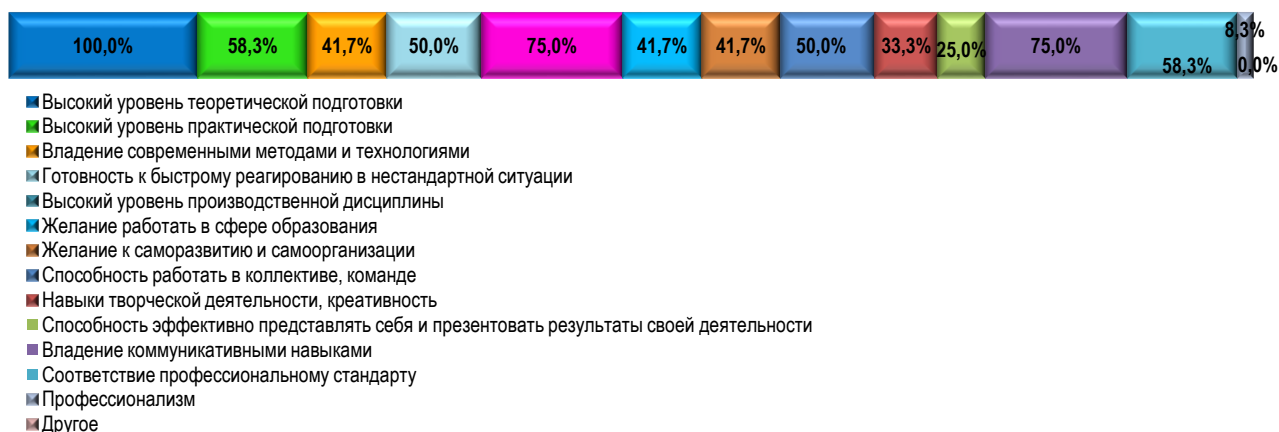 100,0% 58,3% 41,7% 50,0% 75,0% 41,7% 41,7% 50,0% 33,3% 25,0% 75,0% 58,3% 8,3% 0,0%
Высокий уровень теоретической подготовки
Высокий уровень практической подготовки
Владение современными методами и технологиями
Готовность к быстрому реагированию в нестандартной ситуации
Высокий уровень производственной дисциплины
Желание работать в сфере образования
Желание к саморазвитию и самоорганизации
Способность работать в коллективе, команде
Навыки творческой деятельности, креативность
Способность эффективно представлять себя и презентовать результаты своей деятельности
Владение коммуникативными навыками
Соответствие профессиональному стандарту
Профессионализм
Другое